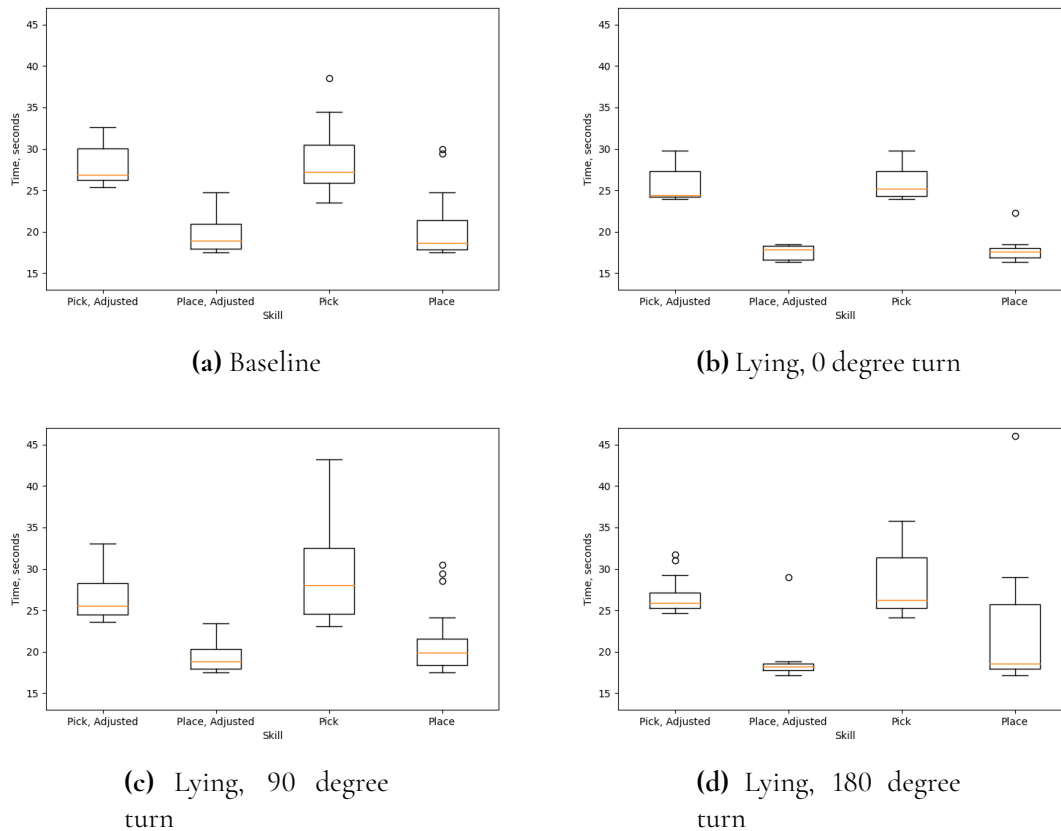 45
40
35
30
25
20
15
Time, seconds
Pick, Adjusted Place, Adjusted Pick Place
Skill
(a) Baseline
45
40
35
30
25
20
15
Time, seconds
Pick, Adjusted Place, Adjusted Pick Place
Skill
(b) Lying, 0 degree turn
45
40
35
30
25
20
15
Time, seconds
Pick, Adjusted Place, Adjusted Pick Place
Skill
(c) Lying, 90 degree
turn
45
40
35
30
25
20
15
Time, seconds
Pick, Adjusted Place, Adjusted Pick Place
Skill
(d) Lying, 180 degree
turn